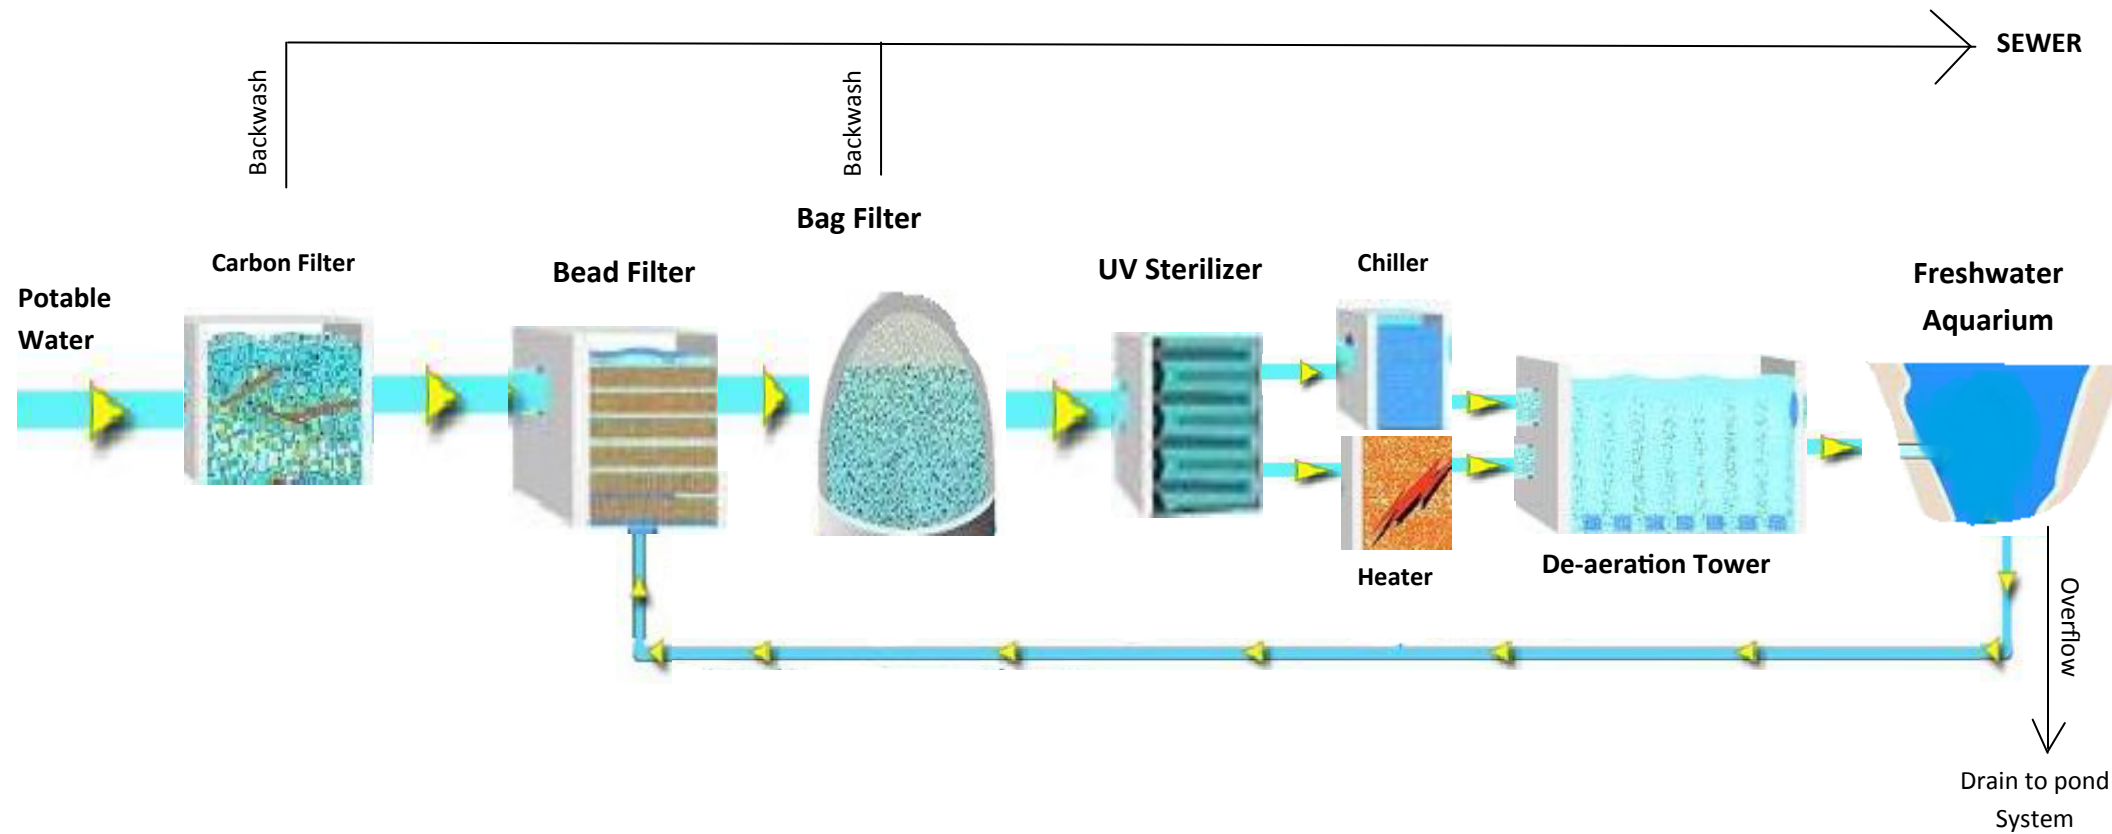 SEWER
Backwash
Backwash
Bag Filter
Carbon Filter
Bead Filter
UV Sterilizer
Chiller
Freshwater
Aquarium
Potable
Water
De-aeration Tower
Heater
Overflow
Drain to pond
System